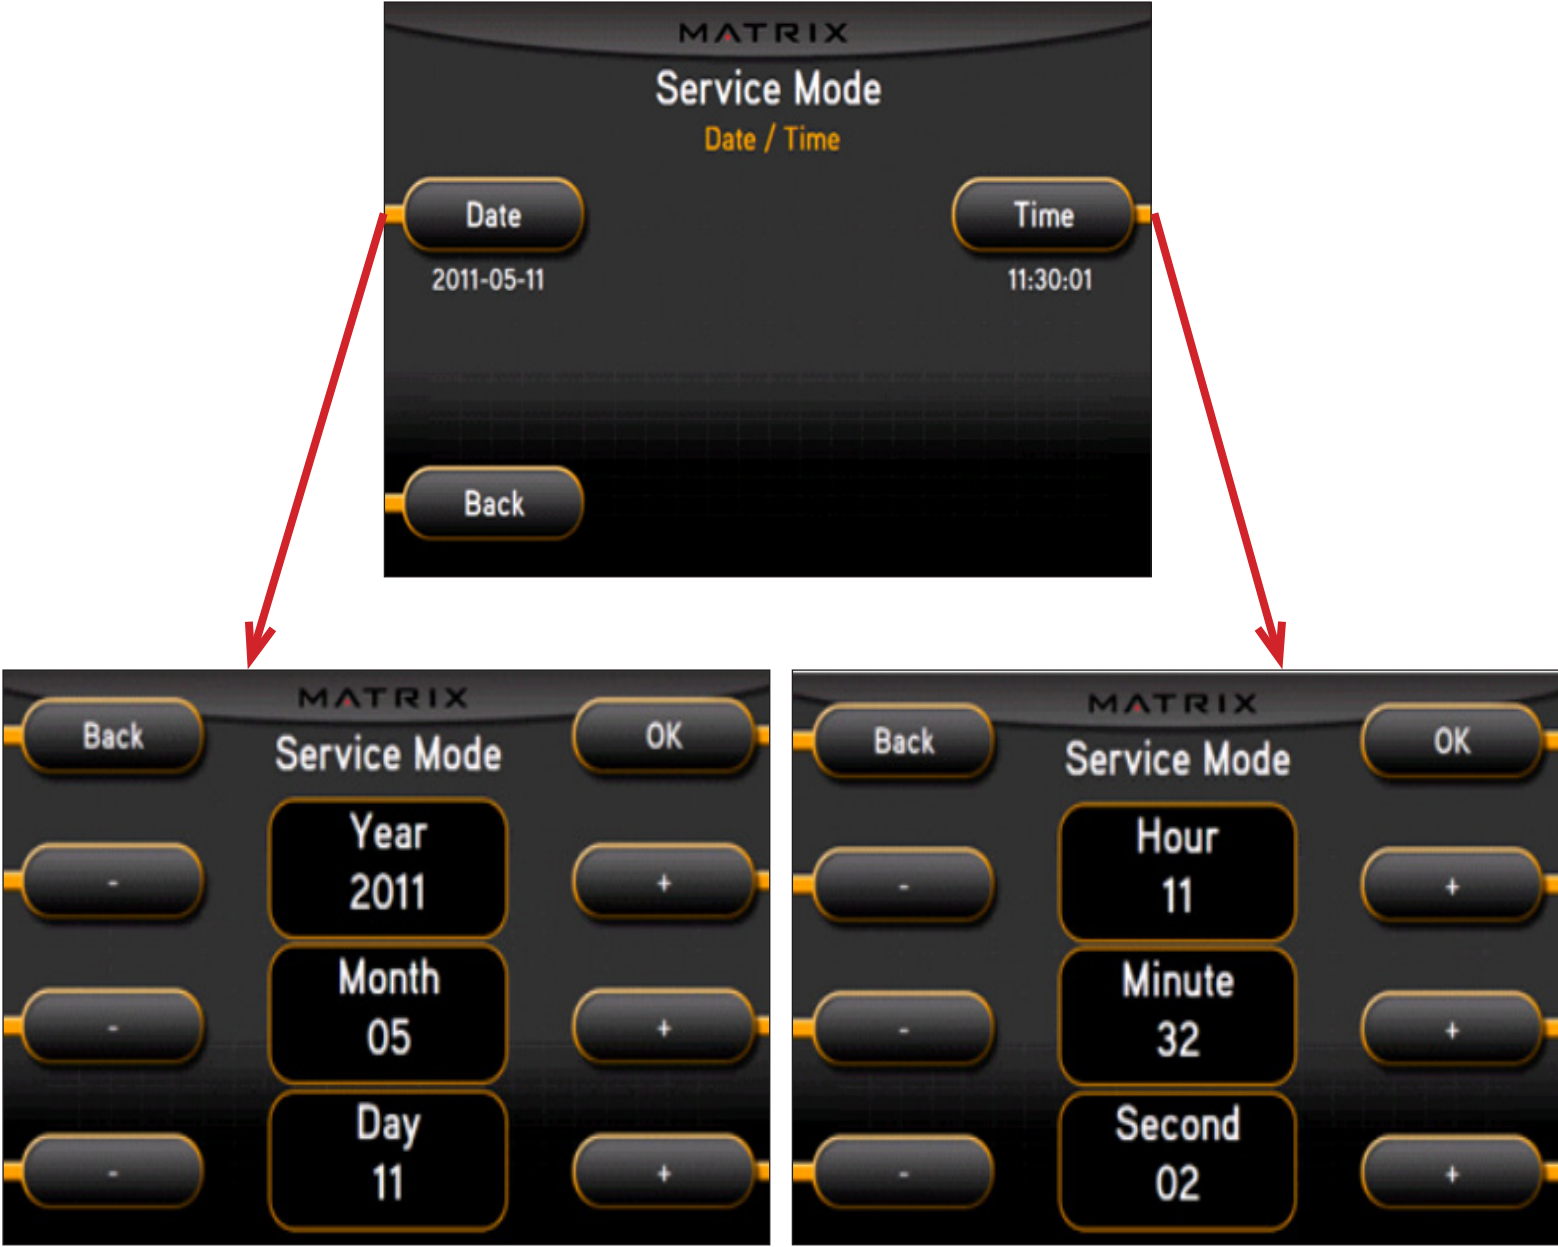 MATRIX
Service Mode
Date / Time
Date
Time
2011-05-11
11:30:01
Back
MATRIX
Back
OK
Service Mode
Year
- 2011 +
Month
- 05 +
Day
- 11 +
MATRIX
Back
OK
Service Mode
Hour
- 11 +
Minute
- 32 +
Second
- 02 +